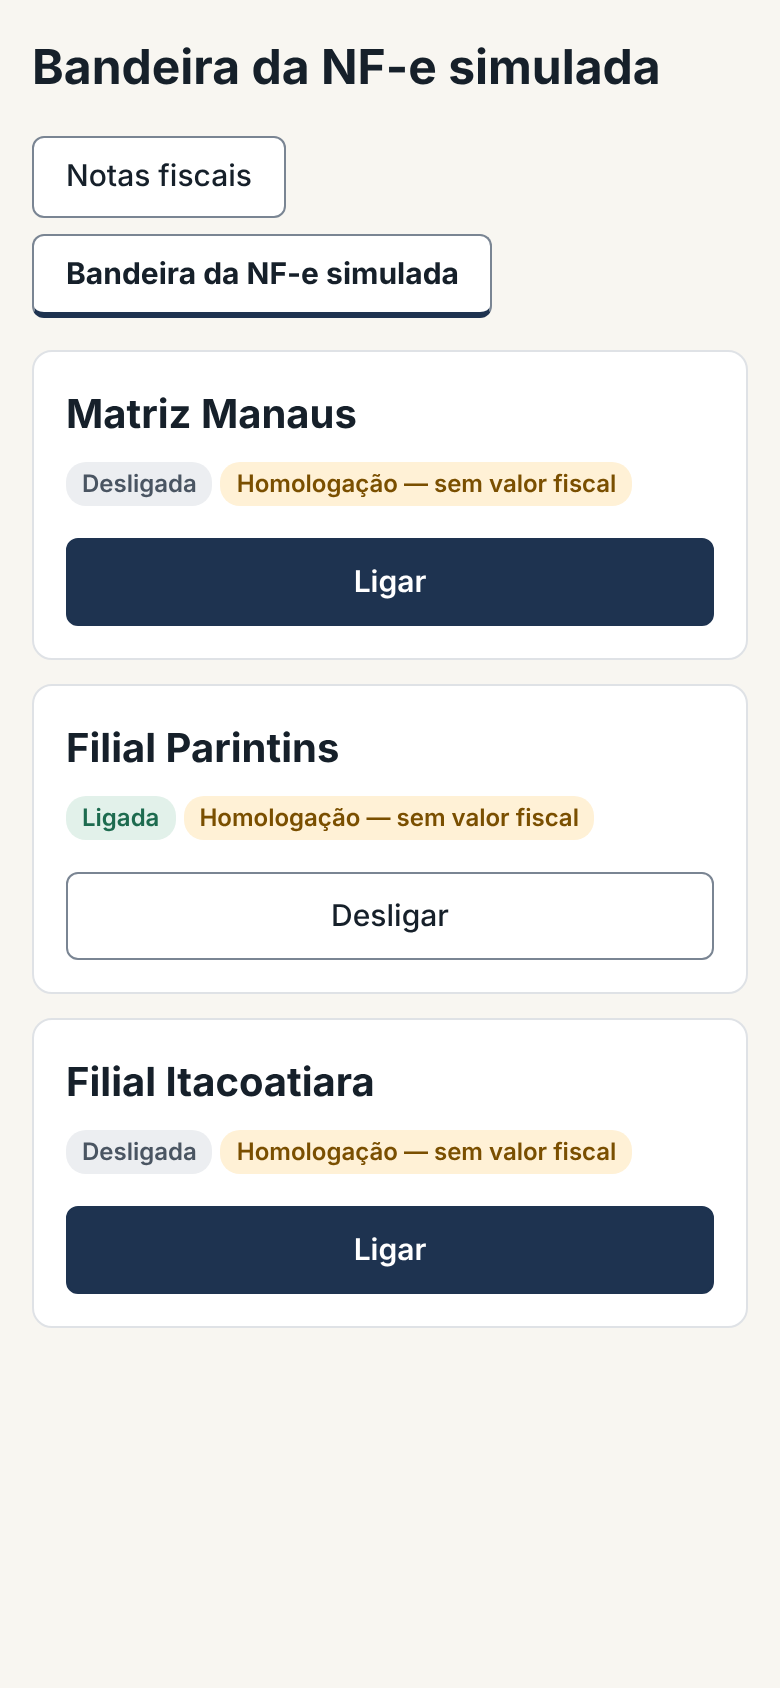 Bandeira da NF-e simulada
Notas fiscais
Bandeira da NF-e simulada
Matriz Manaus
Desligada Homologação — sem valor fiscal
Ligar
Filial Parintins
Ligada Homologação — sem valor fiscal
Desligar
Filial Itacoatiara
Desligada Homologação — sem valor fiscal
Ligar